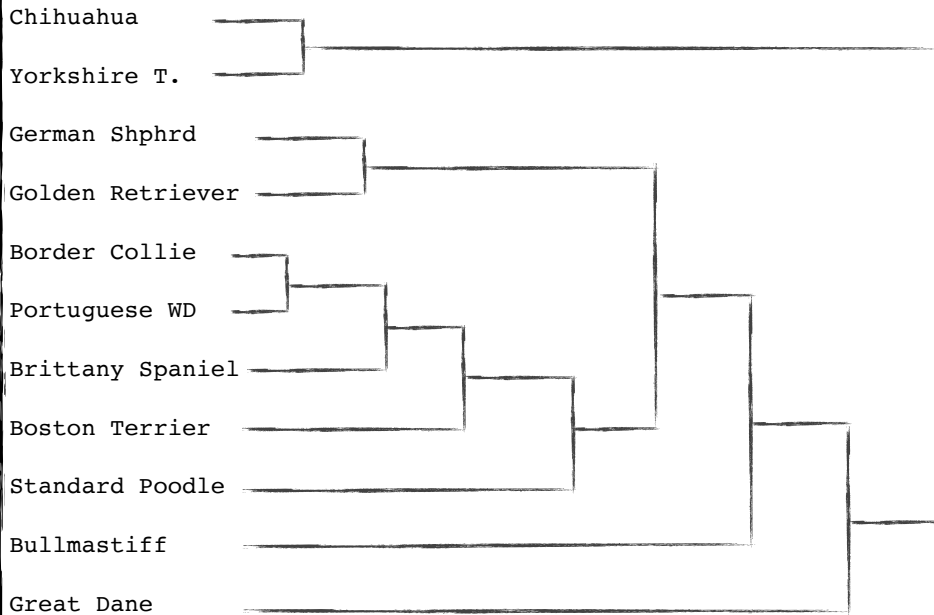 Chihuahua
Yorkshire T.
German Shphrd
Golden Retriever
Border Collie
Portuguese WD
Brittany Spaniel
Boston Terrier
Standard Poodle
Bullmastiff
Great Dane